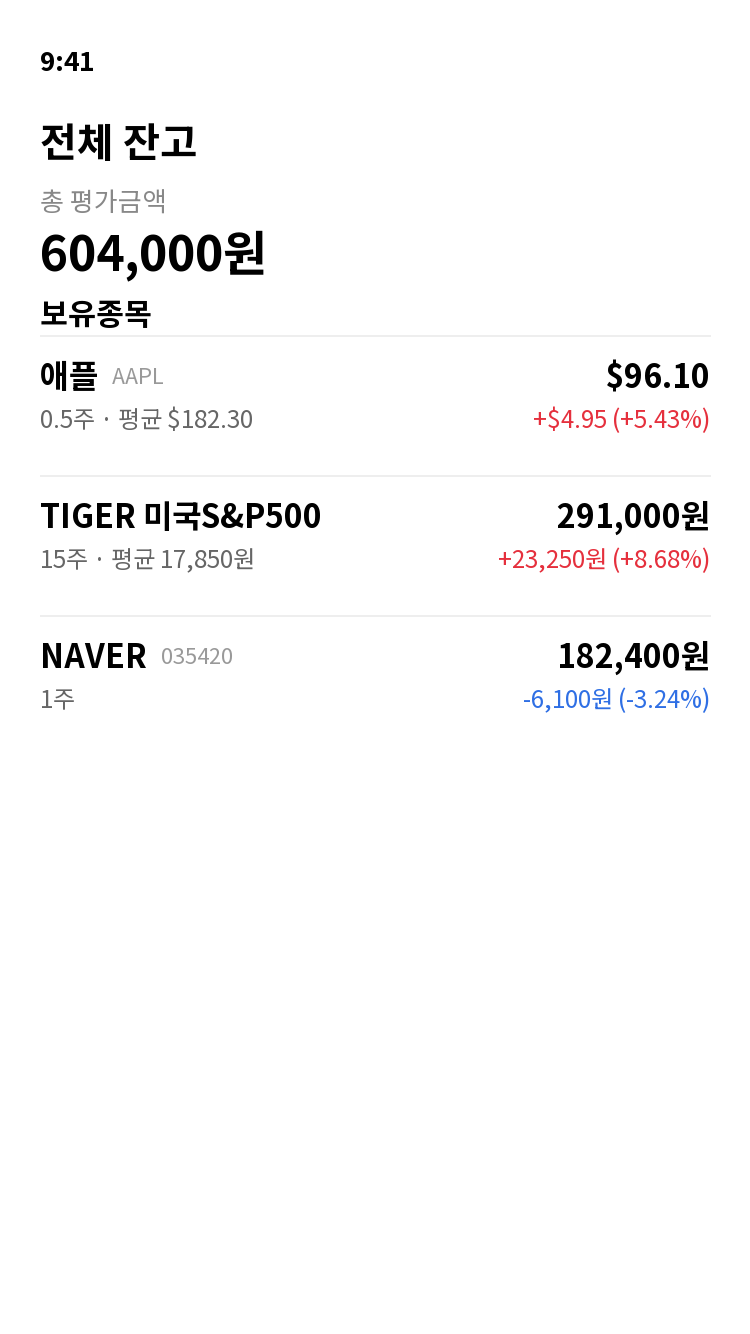 9:41
전체 잔고
총 평가금액
604,000원
보유종목
애플 AAPL $96.10
0.5주 · 평균 $182.30 +$4.95 (+5.43%)
TIGER 미국S&P500 291,000원
15주 · 평균 17,850원 +23,250원 (+8.68%)
NAVER 035420 182,400원
1주 -6,100원 (-3.24%)